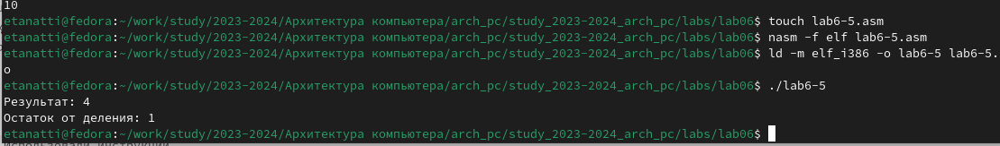 10
etanatti@fedora:~/work/study/2023-2024/Архитектура компьютера/arch_pc/study_2023-2024_arch_pc/labs/lab06$ touch lab6-5.asm
etanatti@fedora:~/work/study/2023-2024/Архитектура компьютера/arch_pc/study_2023-2024_arch_pc/labs/lab06$ nasm -f elf lab6-5.asm
etanatti@fedora:~/work/study/2023-2024/Архитектура компьютера/arch_pc/study_2023-2024_arch_pc/labs/lab06$ ld -m elf_i386 -o lab6-5 lab6-5.
o
etanatti@fedora:~/work/study/2023-2024/Архитектура компьютера/arch_pc/study_2023-2024_arch_pc/labs/lab06$ ./lab6-5
Результат: 4
Остаток от деления: 1
etanatti@fedora:~/work/study/2023-2024/Архитектура компьютера/arch_pc/study_2023-2024_arch_pc/labs/lab06$